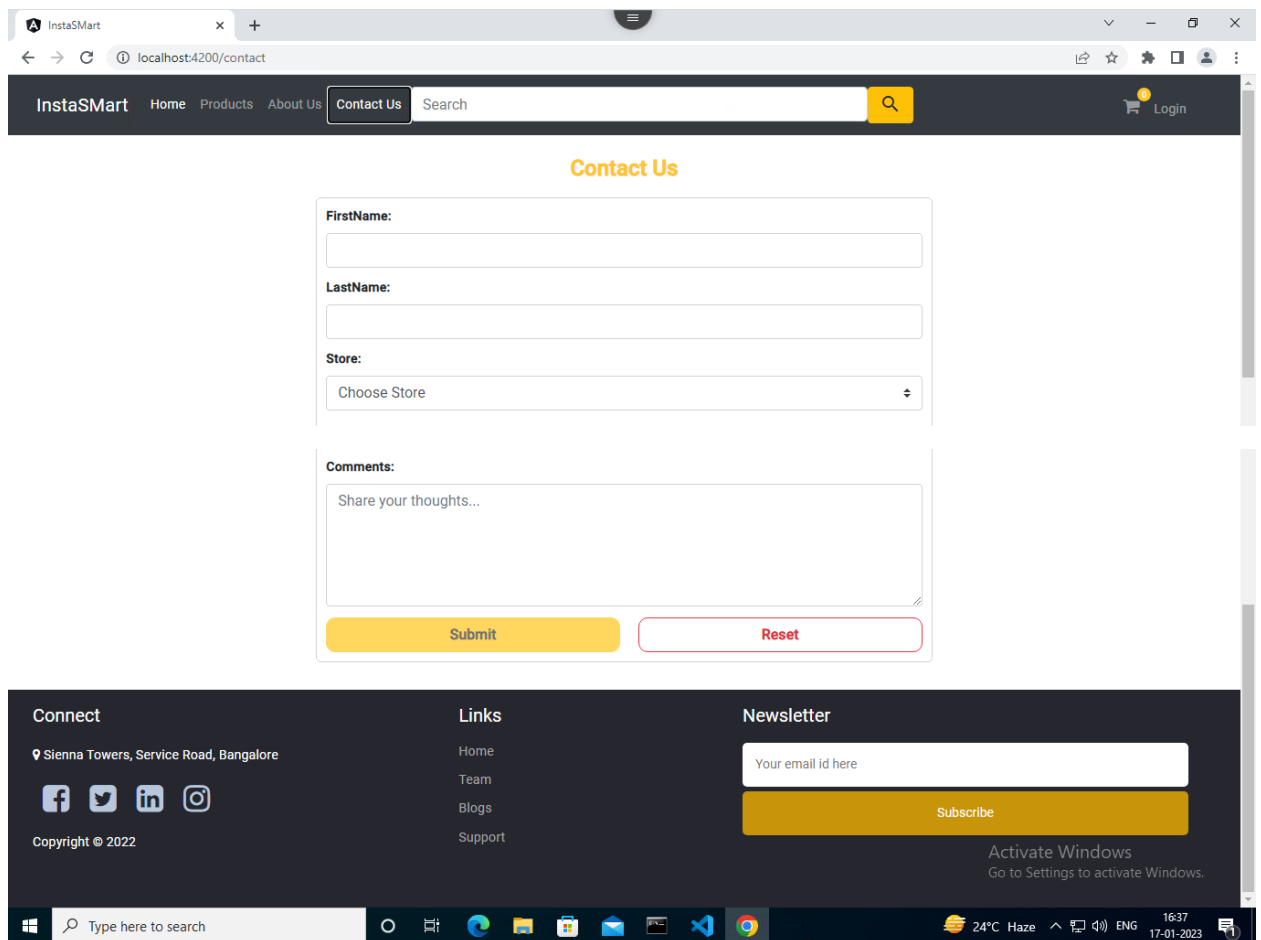 InstaSMart
localhost:4200/contact
InstaSMart Home Products About Us Contact Us Search 0 Login
Contact Us
FirstName:
LastName:
Store:
Choose Store
Comments:
Share your thoughts...
Submit Reset
Connect Links Newsletter
Sienna Towers, Service Road, Bangalore
Home
Team
Blogs
Support
Your email id here
Subscribe
Copyright © 2022
Activate Windows
Go to Settings to activate Windows.
Type here to search
24°C Haze ENG 16:37
17-01-2023
1